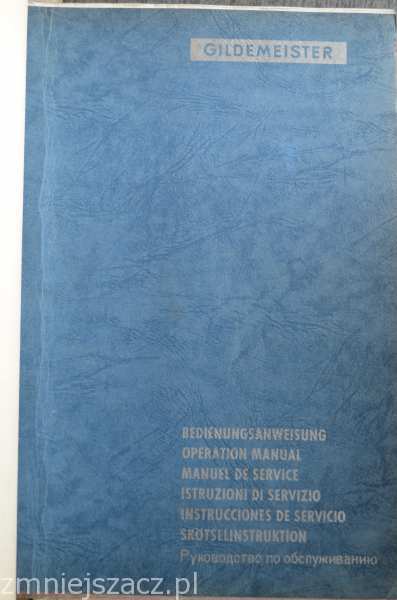 GILDEMEISTER
BEDIENUNGSANWEISUNG
OPERATION MANUAL
MANUEL DE SERVICE
ISTRUZIONI DI SERVIZIO
INSTRUCCIONES DE SERVICIO
SKÖTSELINSTRUKTION
Руководство по обслуживанию
zmniejszacz.pl